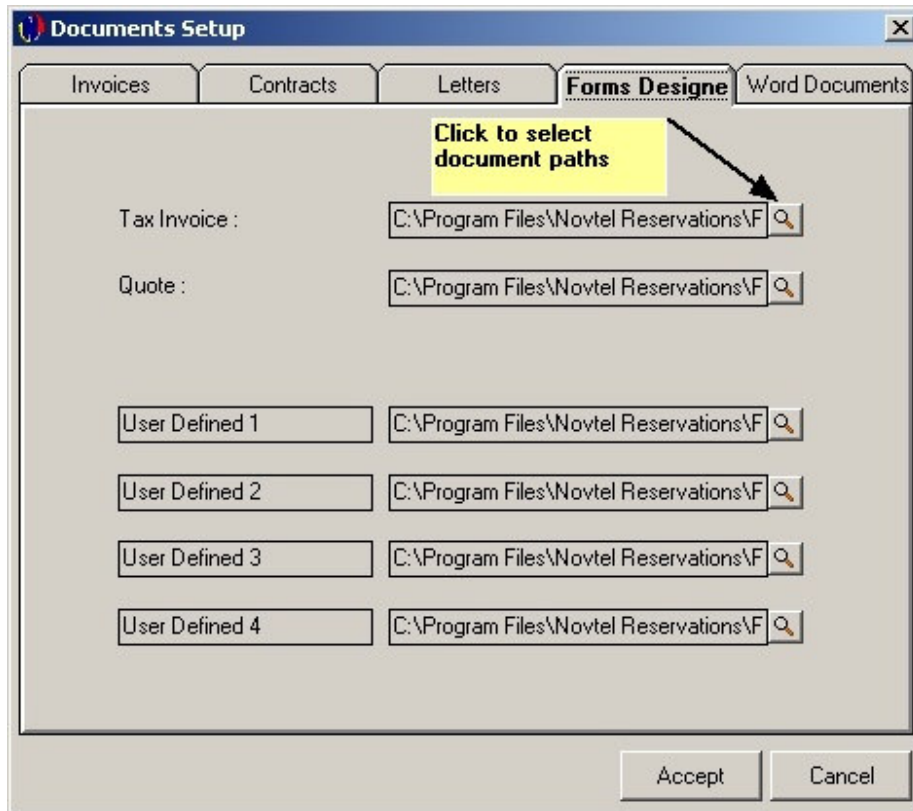 Documents Setup
Invoices Contracts Letters Forms Designe Word Documents
Click to select
document paths
Tax Invoice : C:\Program Files\Novtel Reservations\F
Quote : C:\Program Files\Novtel Reservations\F
User Defined 1 C:\Program Files\Novtel Reservations\F
User Defined 2 C:\Program Files\Novtel Reservations\F
User Defined 3 C:\Program Files\Novtel Reservations\F
User Defined 4 C:\Program Files\Novtel Reservations\F
Accept Cancel